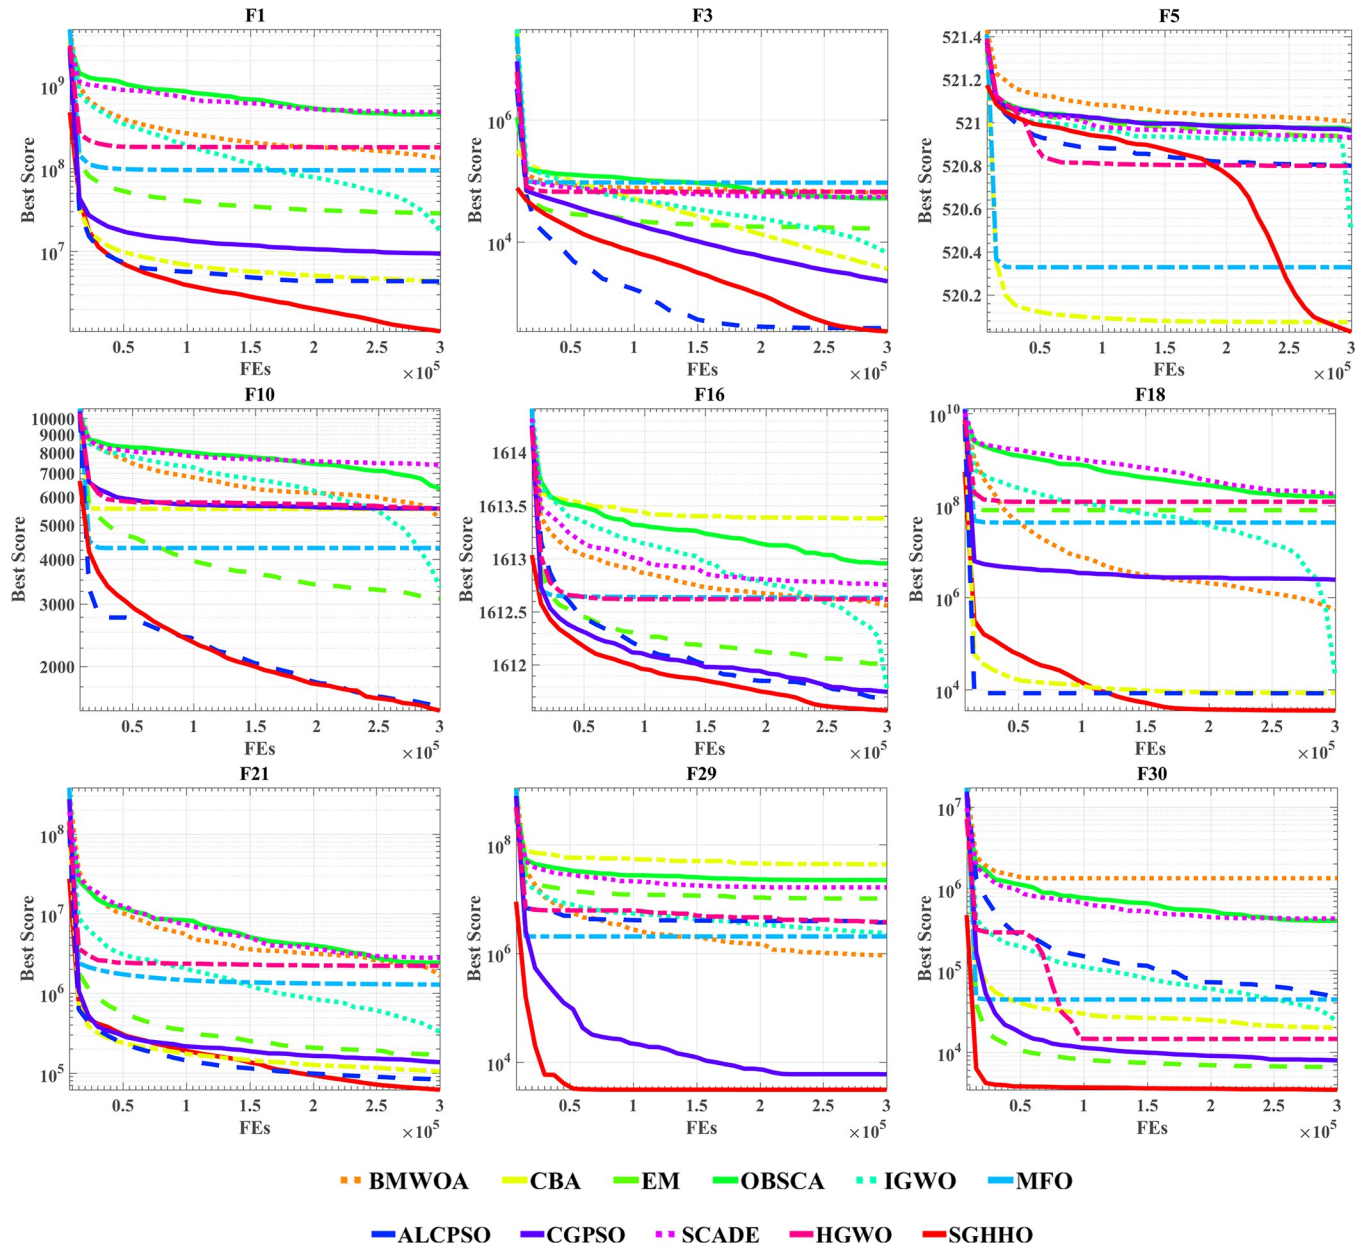 F1
F3
F5
Best Score
10^9
10^8
10^7
0.5 1 1.5 2 2.5 3
FEs
×10^5
Best Score
10^6
10^4
0.5 1 1.5 2 2.5 3
FEs
×10^5
Best Score
521.4
521.2
521
520.8
520.6
520.4
520.2
0.5 1 1.5 2 2.5 3
FEs
×10^5
F10
F16
F18
Best Score
10000
9000
8000
7000
6000
5000
4000
3000
2000
0.5 1 1.5 2 2.5 3
FEs
×10^5
Best Score
1614
1613.5
1613
1612.5
1612
0.5 1 1.5 2 2.5 3
FEs
×10^5
Best Score
10^10
10^8
10^6
10^4
0.5 1 1.5 2 2.5 3
FEs
×10^5
F21
F29
F30
Best Score
10^8
10^7
10^6
10^5
0.5 1 1.5 2 2.5 3
FEs
×10^5
Best Score
10^8
10^6
10^4
0.5 1 1.5 2 2.5 3
FEs
×10^5
Best Score
10^7
10^6
10^5
10^4
0.5 1 1.5 2 2.5 3
FEs
×10^5
BMWOA CBA EM OBSCA IGWO MFO
ALCPSO CGPSO SCADE HGWO SGHHO